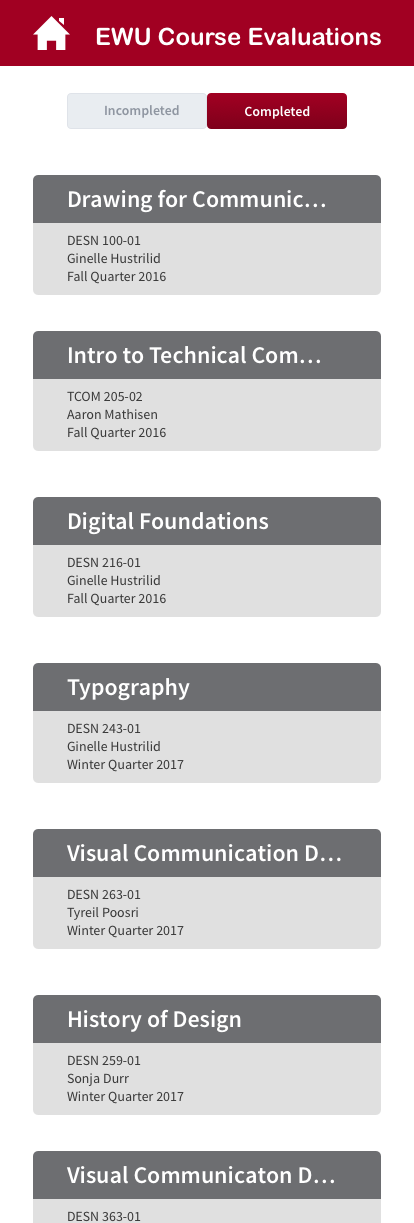 EWU Course Evaluations
Incompleted
Completed
Drawing for Communic...
DESN 100-01
Ginelle Hustrilid
Fall Quarter 2016
Intro to Technical Com...
TCOM 205-02
Aaron Mathisen
Fall Quarter 2016
Digital Foundations
DESN 216-01
Ginelle Hustrilid
Fall Quarter 2016
Typography
DESN 243-01
Ginelle Hustrilid
Winter Quarter 2017
Visual Communication D...
DESN 263-01
Tyreil Poosri
Winter Quarter 2017
History of Design
DESN 259-01
Sonja Durr
Winter Quarter 2017
Visual Communicaton D...
DESN 363-01